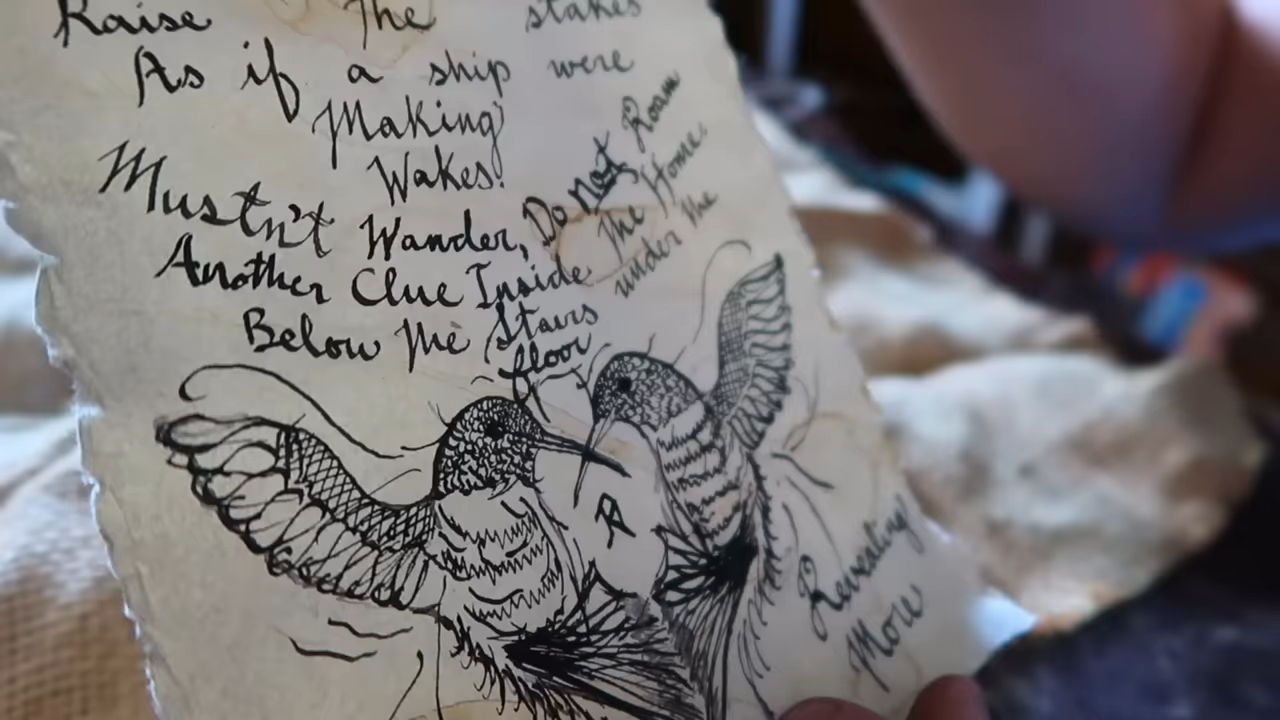 Raise The stakes
As if a ship were
Making
Wakes!
Mustn't Wander, Do not Roam
Another Clue Inside The Home.
Below The Stairs under the
floor
R
Revealing
More